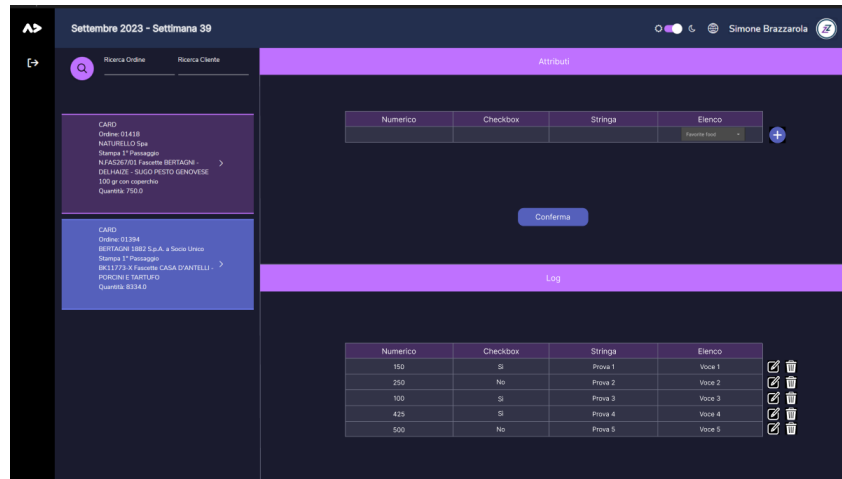 Settembre 2023 - Settimana 39
Simone Brazzarola
Ricerca Ordine
Ricerca Cliente
CARD
Ordine: 01418
NATURELLO Spa
Stampa 1° Passaggio
N.FAS267/01 Fascette BERTAGNI -
DELHAIZE - SUGO PESTO GENOVESE
100 gr con coperchio
Quantità: 750.0
CARD
Ordine: 01394
BERTAGNI 1882 S.p.A. a Socio Unico
Stampa 1° Passaggio
BK11773-X Fascette CASA D'ANTELLI -
PORCINI E TARTUFO
Quantità: 8334.0
Attributi
Numerico Checkbox Stringa Elenco
Favorite food
Conferma
Log
Numerico Checkbox Stringa Elenco
150 Si Prova 1 Voce 1
250 No Prova 2 Voce 2
100 Si Prova 3 Voce 3
425 Si Prova 4 Voce 4
500 No Prova 5 Voce 5